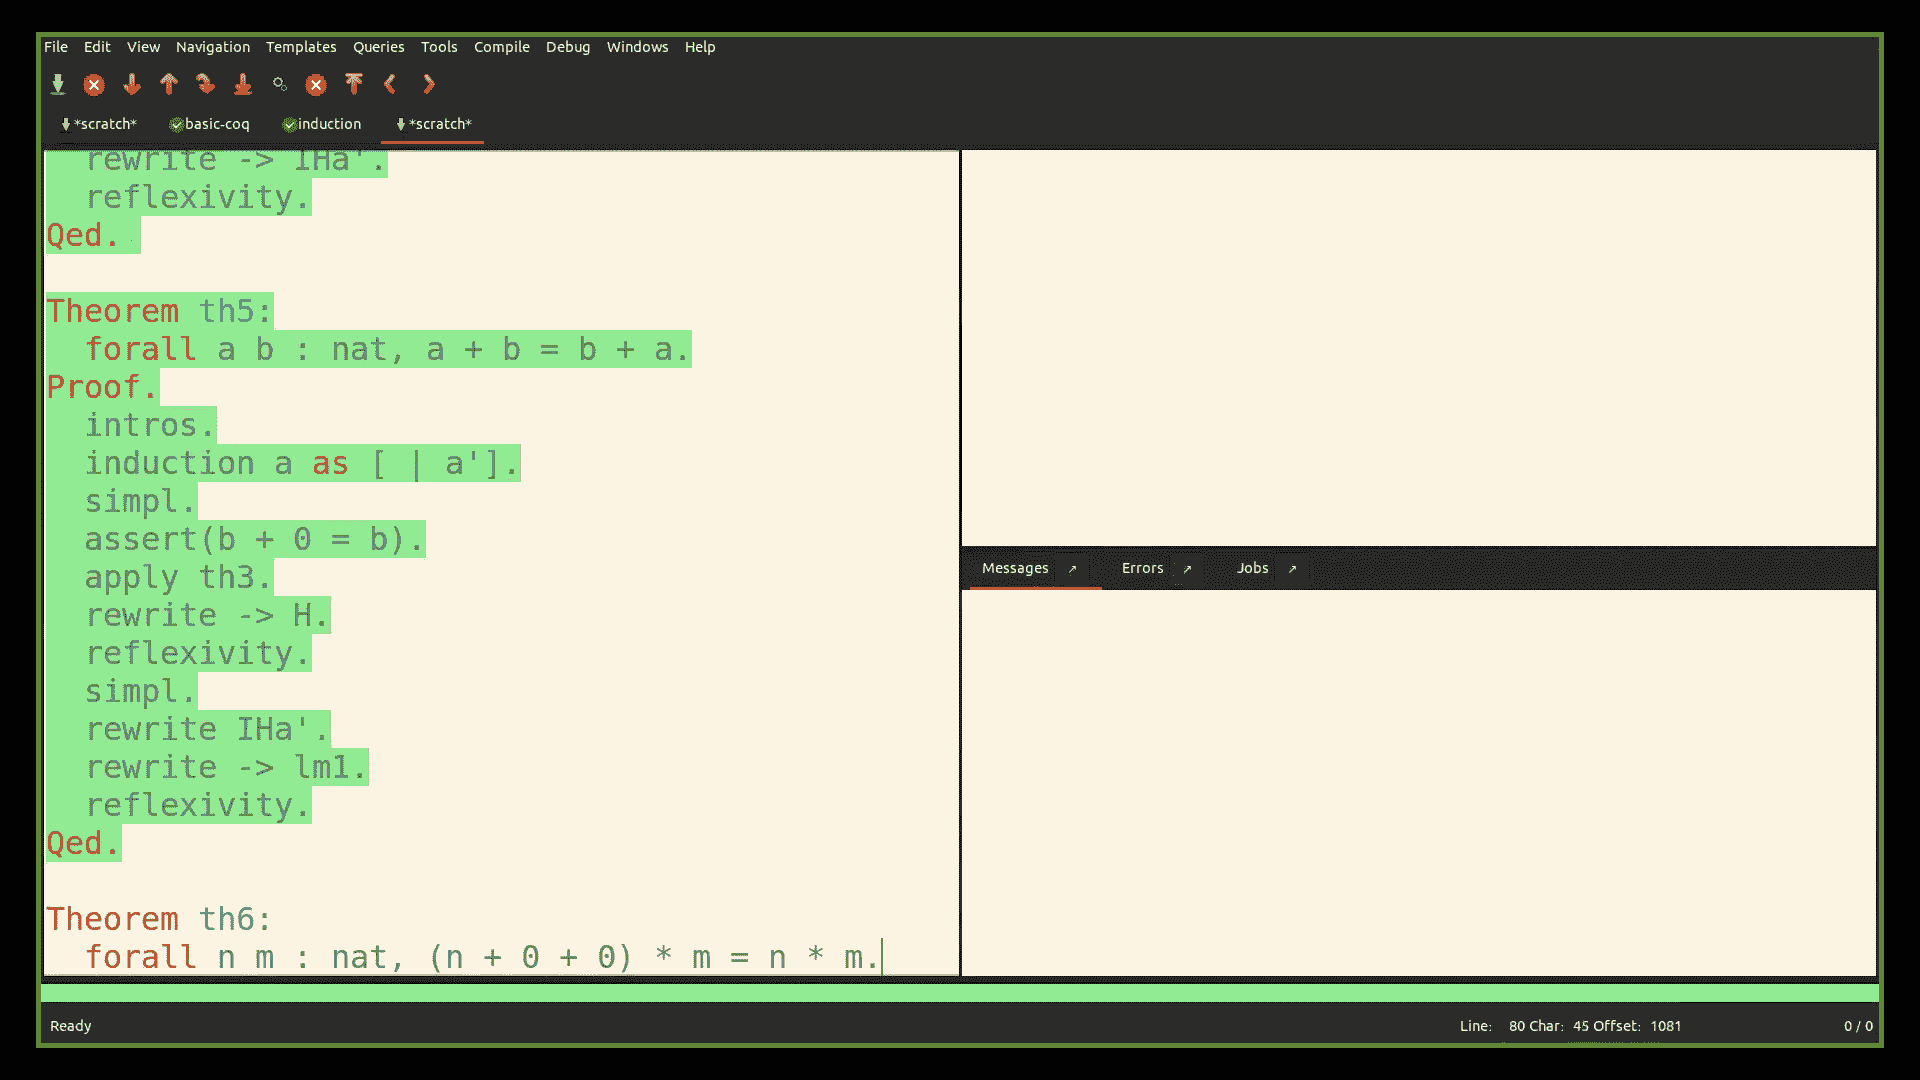 File Edit View Navigation Templates Queries Tools Compile Debug Windows Help
*scratch* basic-coq induction *scratch*
rewrite -> IHa'.
reflexivity.
Qed.
Theorem th5:
forall a b : nat, a + b = b + a.
Proof.
intros.
induction a as [ | a'].
simpl.
assert(b + 0 = b).
apply th3.
rewrite -> H.
reflexivity.
simpl.
rewrite IHa'.
rewrite -> lm1.
reflexivity.
Qed.
Theorem th6:
forall n m : nat, (n + 0 + 0) * m = n * m.
Messages Errors Jobs
Ready Line: 80 Char: 45 Offset: 1081 0 / 0